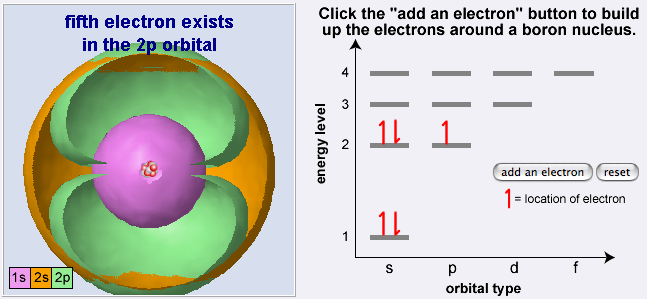 fifth electron exists
in the 2p orbital
1s 2s 2p
Click the "add an electron" button to build
up the electrons around a boron nucleus.
energy level
4
3
2
1
add an electron reset
= location of electron
s p d f
orbital type